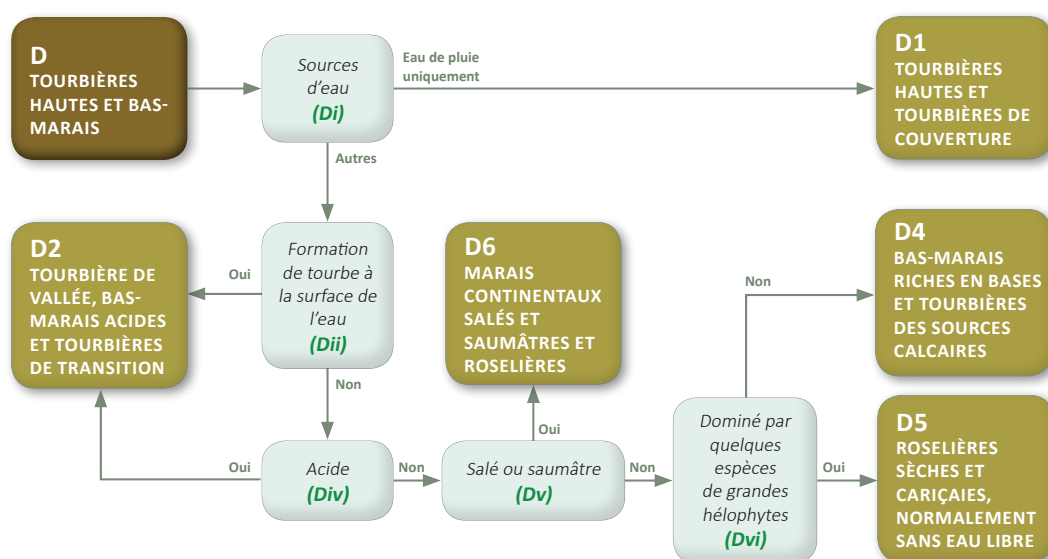 D
TOURBIÈRES
HAUTES ET BAS-
MARAIS
Sources
d'eau
(Di)
Eau de pluie
uniquement
D1
TOURBIÈRES
HAUTES ET
TOURBIÈRES DE
COUVERTURE
Autres
D2
TOURBIÈRE DE
VALLÉE, BAS-
MARAIS ACIDES
ET TOURBIÈRES
DE TRANSITION
Oui
Formation
de tourbe à
la surface de
l'eau
(Dii)
D6
MARAIS
CONTINENTAUX
SALÉS ET
SAUMÂTRES ET
ROSELIÈRES
Non
D4
BAS-MARAIS
RICHES EN BASES
ET TOURBIÈRES
DES SOURCES
CALCAIRES
Non
Oui
Oui
Acide
(Div)
Non
Salé ou saumâtre
(Dv)
Non
Dominé par
quelques
espèces
de grandes
hélophytes
(Dvi)
Oui
D5
ROSELIÈRES
SÈCHES ET
CARIÇAIES,
NORMALEMENT
SANS EAU LIBRE